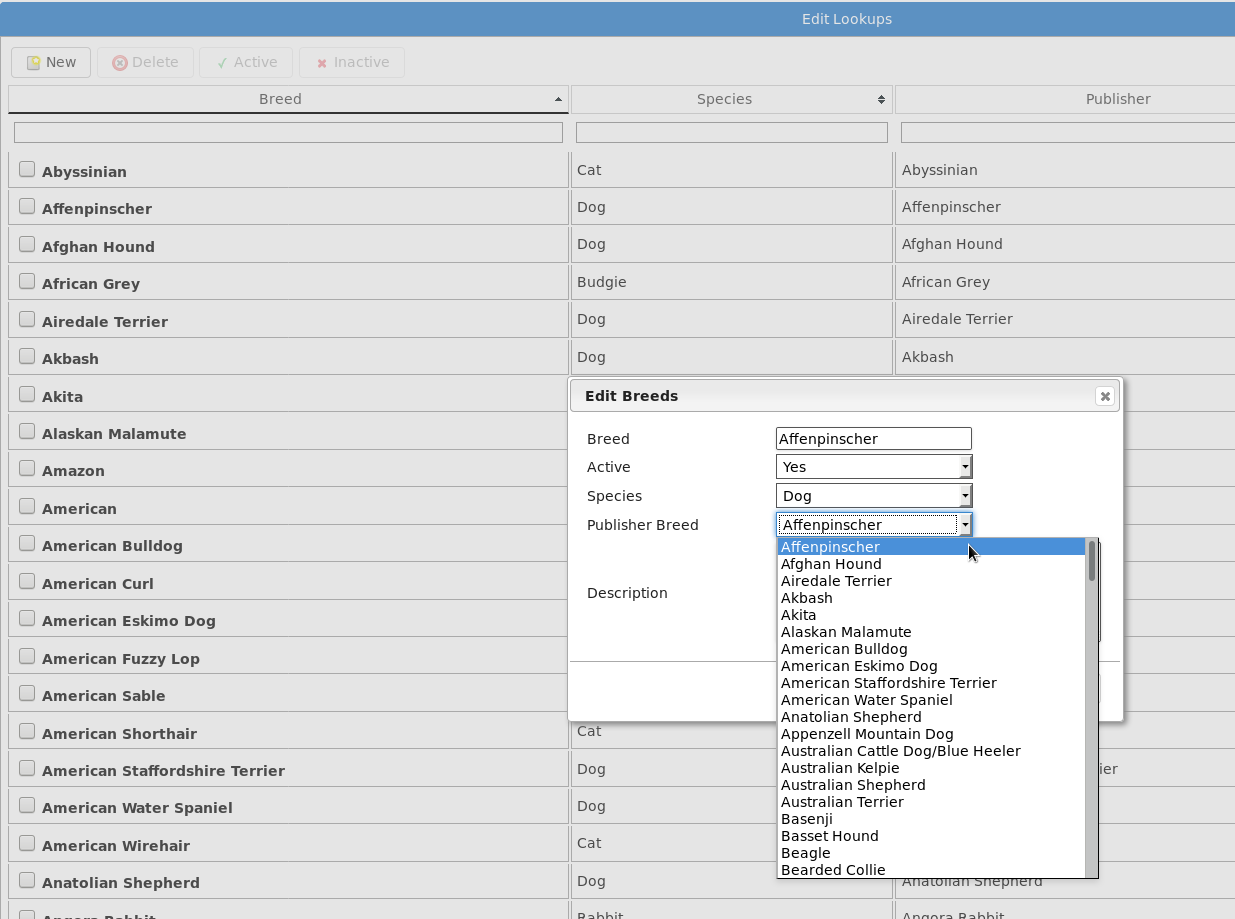 Edit Lookups
New Delete Active Inactive
Breed Species Publisher
Abyssinian Cat Abyssinian
Affenpinscher Dog Affenpinscher
Afghan Hound Dog Afghan Hound
African Grey Budgie African Grey
Airedale Terrier Dog Airedale Terrier
Akbash Dog Akbash
Akita
Alaskan Malamute
Amazon
American
American Bulldog
American Curl
American Eskimo Dog
American Fuzzy Lop
American Sable
American Shorthair Cat
American Staffordshire Terrier Dog ier
American Water Spaniel Dog
American Wirehair Cat
Anatolian Shepherd Dog Anatolian Shepherd
Angora Rabbit Rabbit Angora Rabbit
Edit Breeds
Breed Affenpinscher
Active Yes
Species Dog
Publisher Breed Affenpinscher
Description
Affenpinscher
Afghan Hound
Airedale Terrier
Akbash
Akita
Alaskan Malamute
American Bulldog
American Eskimo Dog
American Staffordshire Terrier
American Water Spaniel
Anatolian Shepherd
Appenzell Mountain Dog
Australian Cattle Dog/Blue Heeler
Australian Kelpie
Australian Shepherd
Australian Terrier
Basenji
Basset Hound
Beagle
Bearded Collie